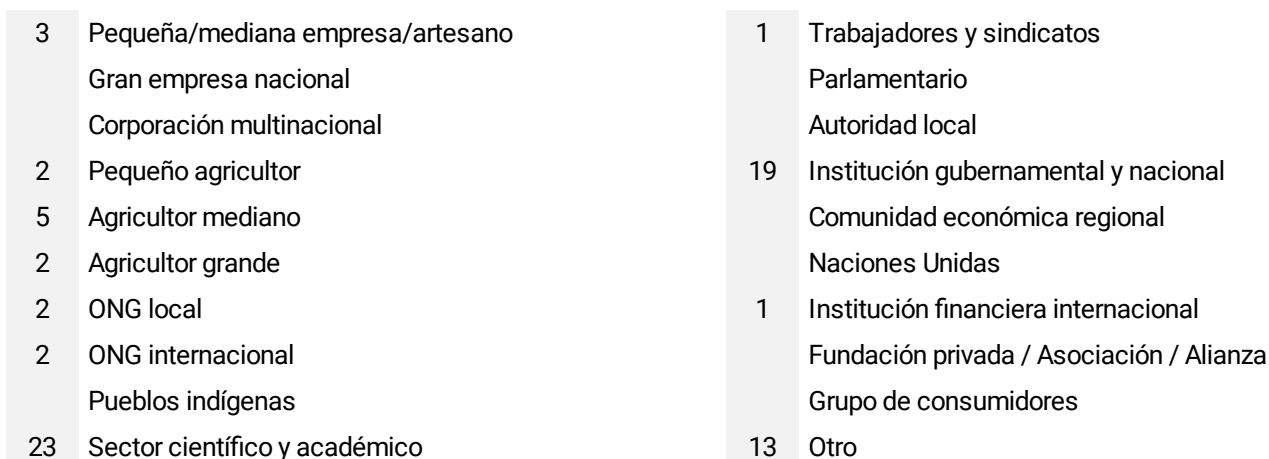 3 Pequeña/mediana empresa/artesano
Gran empresa nacional
Corporación multinacional
2 Pequeño agricultor
5 Agricultor mediano
2 Agricultor grande
2 ONG local
2 ONG internacional
Pueblos indígenas
23 Sector científico y académico
1 Trabajadores y sindicatos
Parlamentario
Autoridad local
19 Institución gubernamental y nacional
Comunidad económica regional
Naciones Unidas
1 Institución financiera internacional
Fundación privada / Asociación / Alianza
Grupo de consumidores
13 Otro